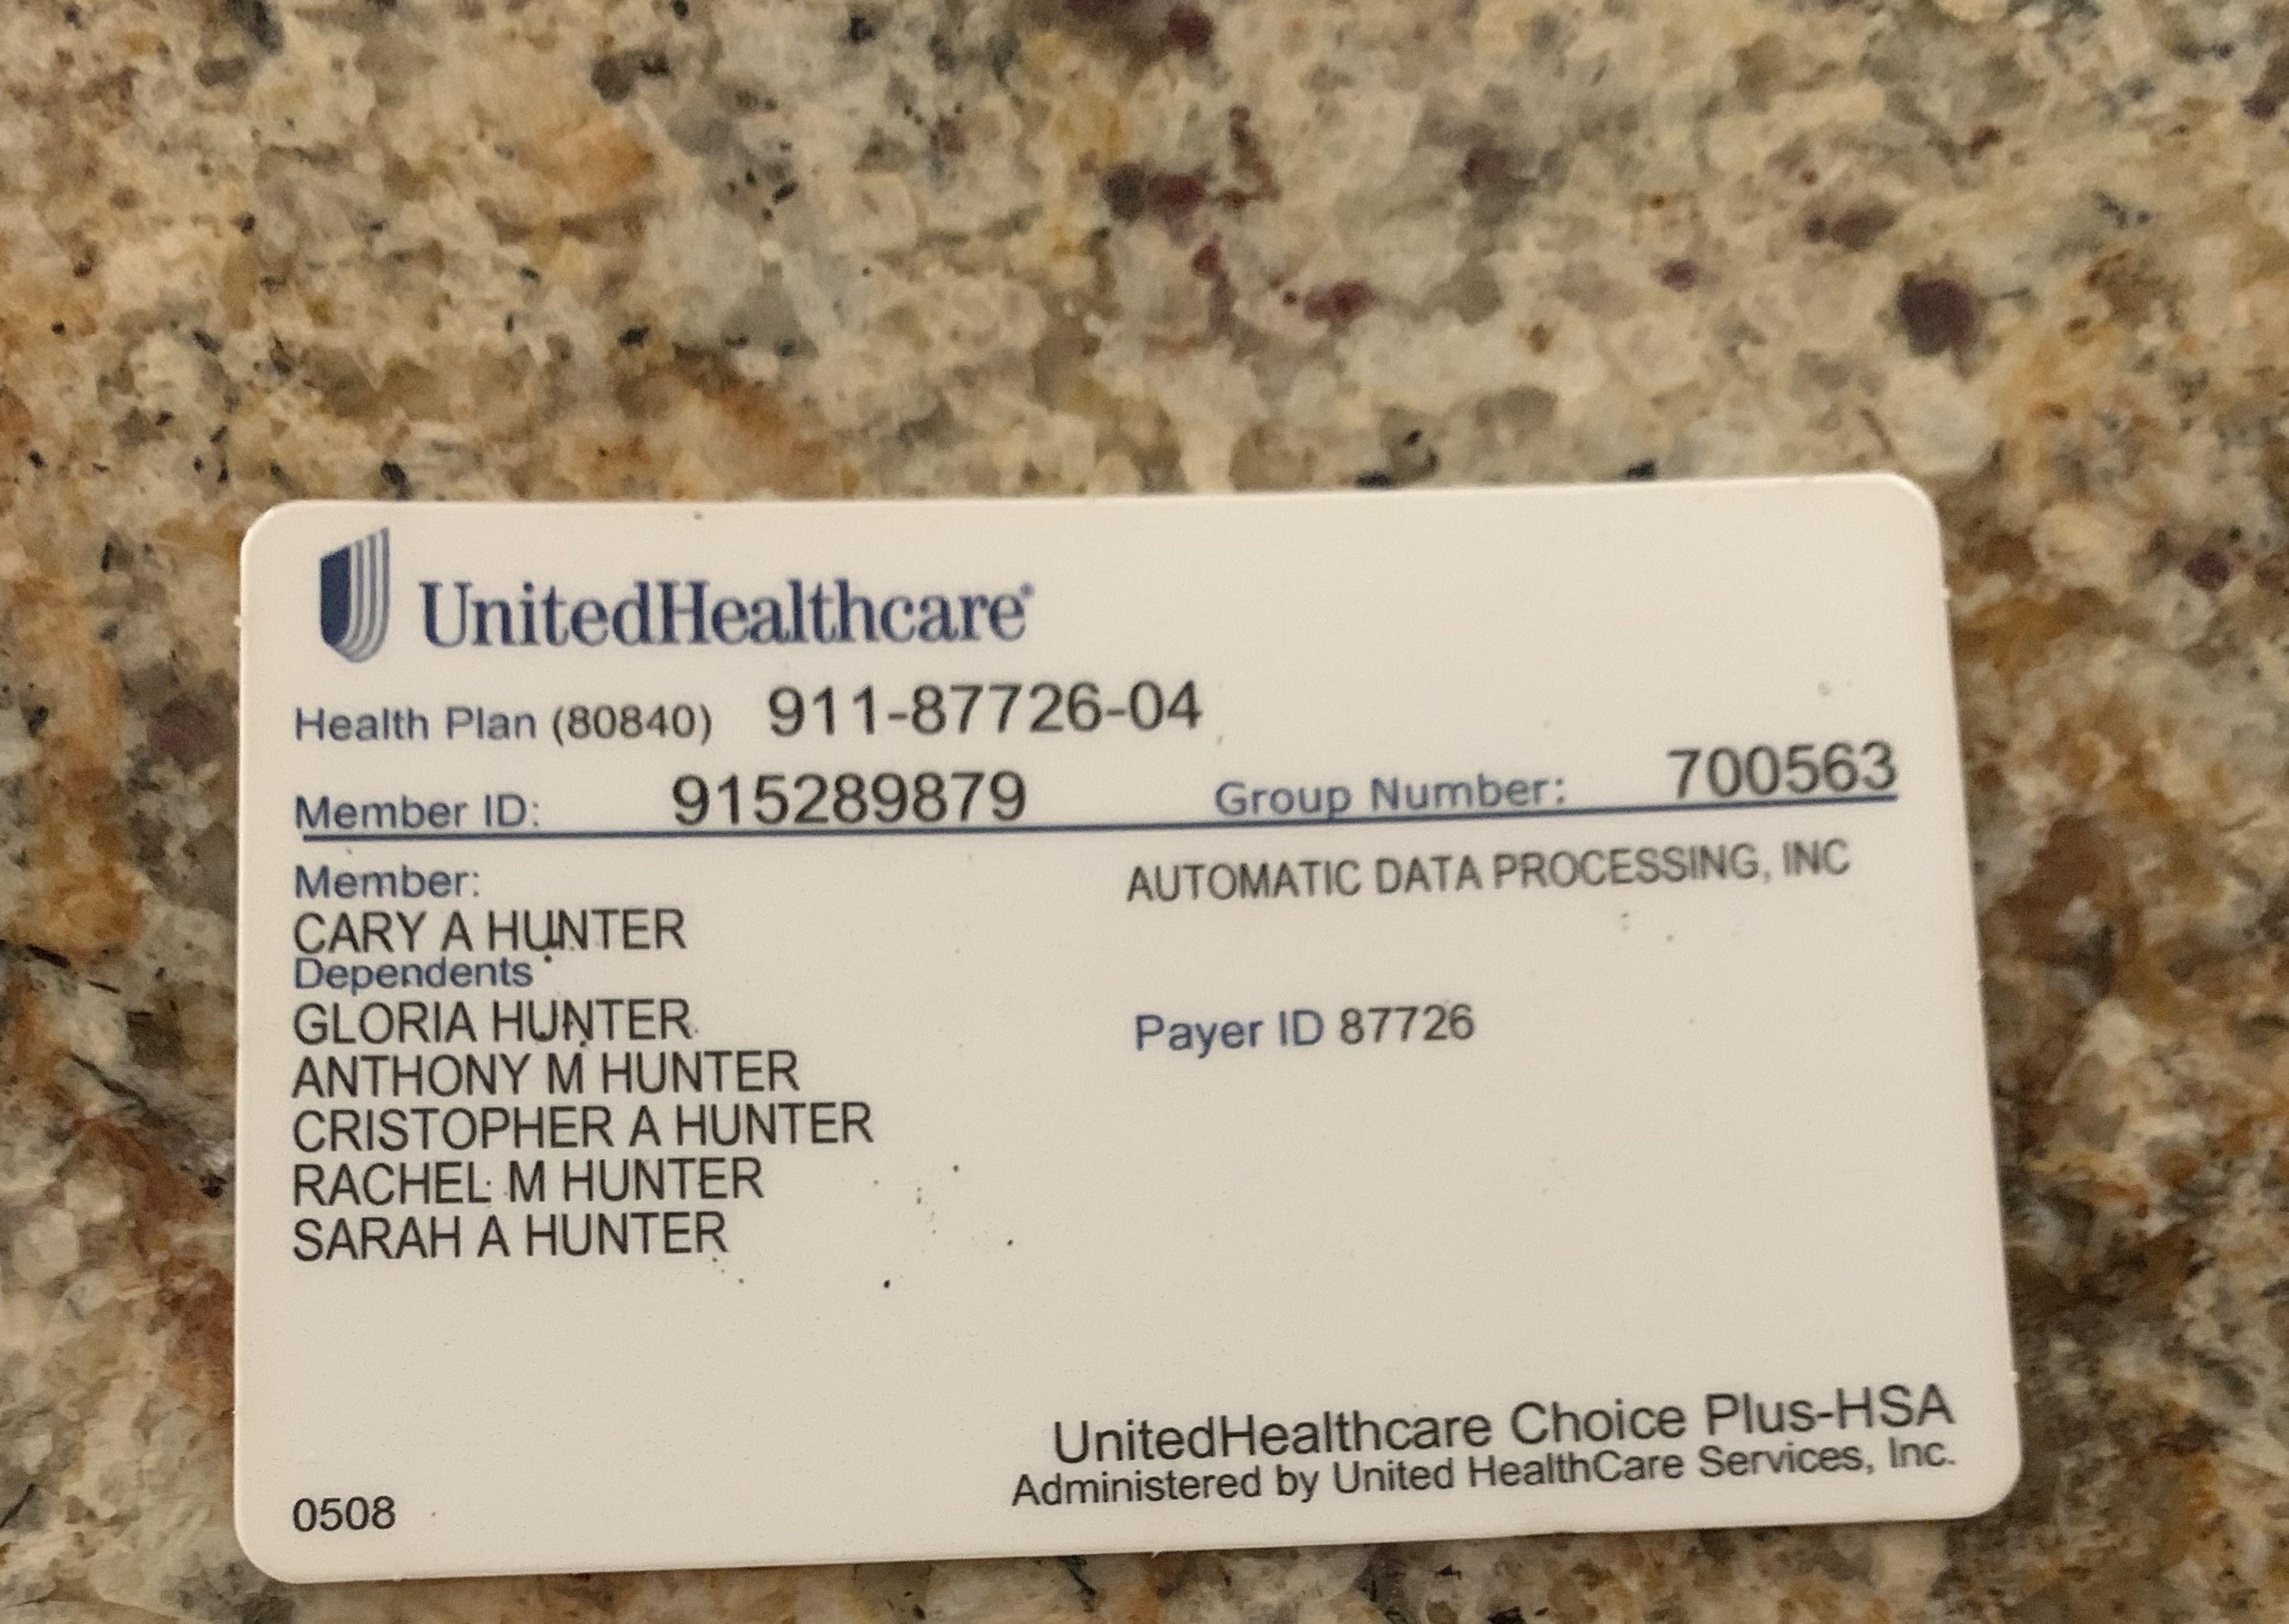 UnitedHealthcare®
Health Plan (80840) 911-87726-04
Member ID: 915289879 Group Number: 700563
Member:
CARY A HUNTER
Dependents
GLORIA HUNTER
ANTHONY M HUNTER
CRISTOPHER A HUNTER
RACHEL M HUNTER
SARAH A HUNTER
AUTOMATIC DATA PROCESSING, INC
Payer ID 87726
UnitedHealthcare Choice Plus-HSA
Administered by United HealthCare Services, Inc.
0508